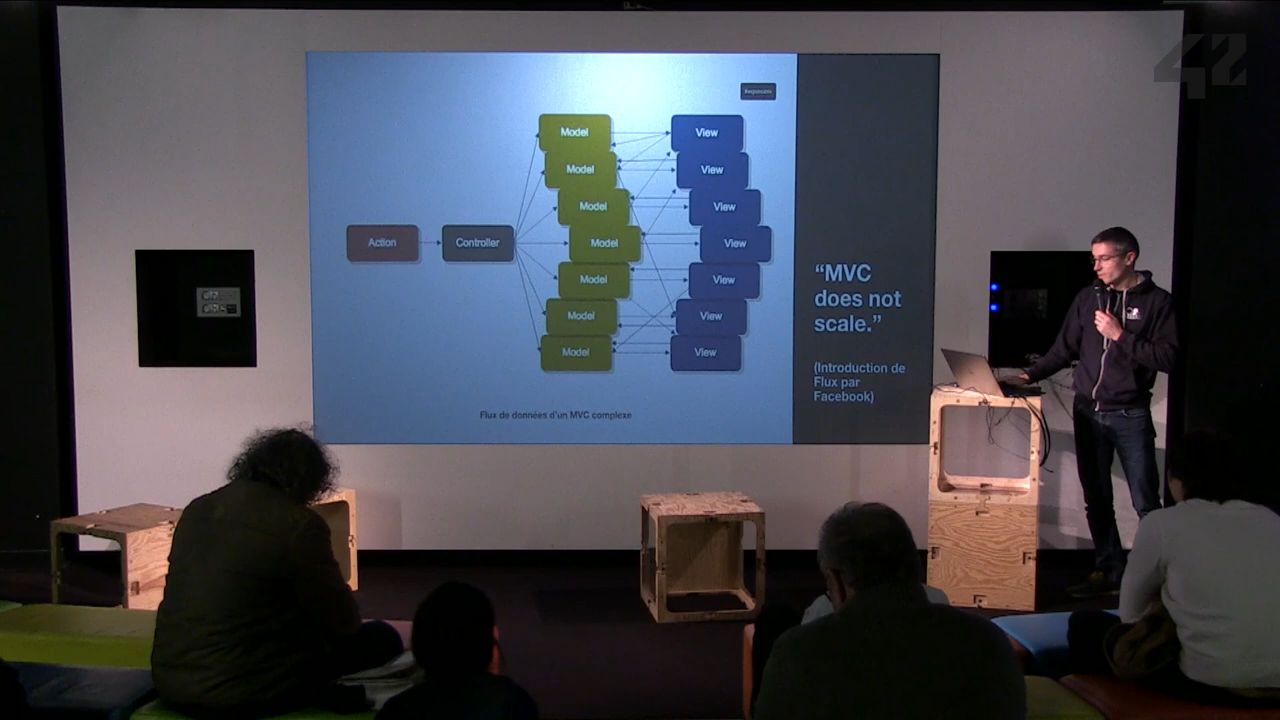 42
Responsable
Model
View
Model
View
Model
View
Action
Controller
Model
View
Model
View
Model
View
Model
View
Flux de données d'un MVC complexe
“MVC
does not
scale.”
(Introduction de
Flux par
Facebook)